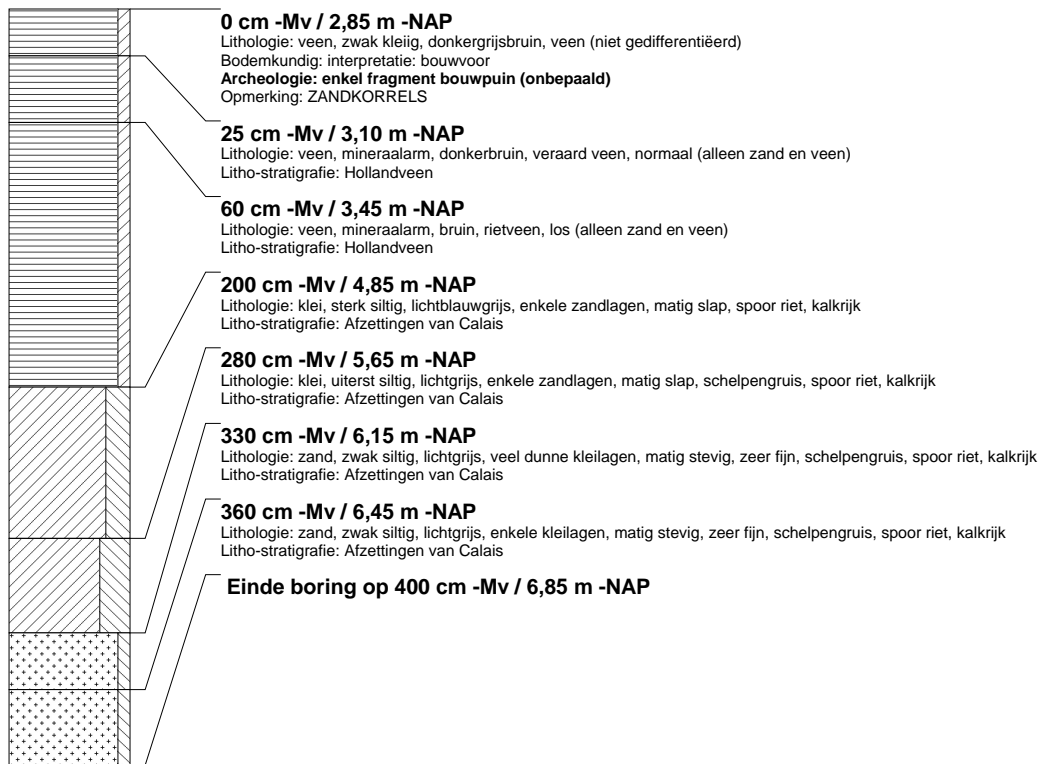 0 cm -Mv / 2,85 m -NAP
Lithologie: veen, zwak kleiig, donkergrijsbruin, veen (niet gedifferentiëerd)
Bodemkundig: interpretatie: bouwvoor
Archeologie: enkel fragment bouwpuin (onbepaald)
Opmerking: ZANDKORRELS
25 cm -Mv / 3,10 m -NAP
Lithologie: veen, mineraalarm, donkerbruin, veraard veen, normaal (alleen zand en veen)
Litho-stratigrafie: Hollandveen
60 cm -Mv / 3,45 m -NAP
Lithologie: veen, mineraalarm, bruin, rietveen, los (alleen zand en veen)
Litho-stratigrafie: Hollandveen
200 cm -Mv / 4,85 m -NAP
Lithologie: klei, sterk siltig, lichtblauwgrijs, enkele zandlagen, matig slap, spoor riet, kalkrijk
Litho-stratigrafie: Afzettingen van Calais
280 cm -Mv / 5,65 m -NAP
Lithologie: klei, uiterst siltig, lichtgrijs, enkele zandlagen, matig slap, schelpengruis, spoor riet, kalkrijk
Litho-stratigrafie: Afzettingen van Calais
330 cm -Mv / 6,15 m -NAP
Lithologie: zand, zwak siltig, lichtgrijs, veel dunne kleilagen, matig stevig, zeer fijn, schelpengruis, spoor riet, kalkrijk
Litho-stratigrafie: Afzettingen van Calais
360 cm -Mv / 6,45 m -NAP
Lithologie: zand, zwak siltig, lichtgrijs, enkele kleilagen, matig stevig, zeer fijn, schelpengruis, spoor riet, kalkrijk
Litho-stratigrafie: Afzettingen van Calais
Einde boring op 400 cm -Mv / 6,85 m -NAP